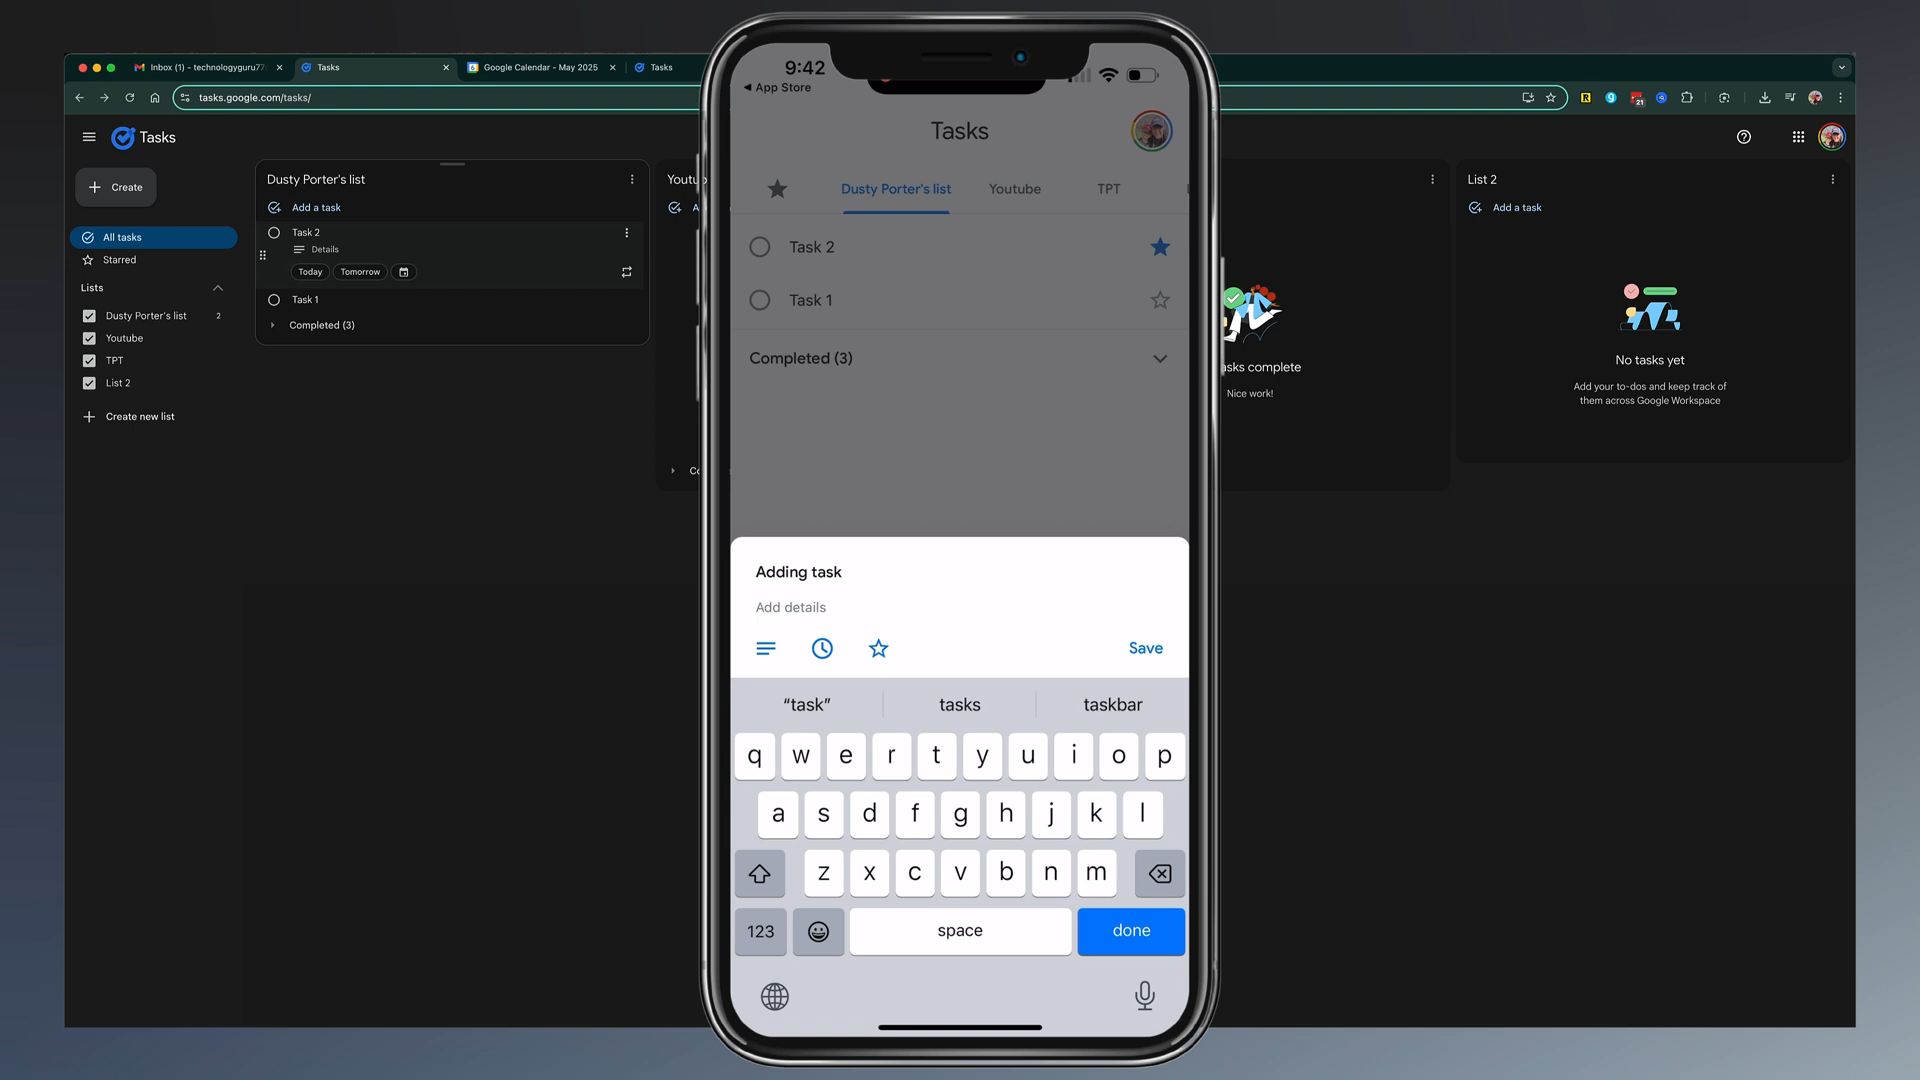 Inbox (1) - technologyguru77
Tasks
Google Calendar - May 2025
Tasks
tasks.google.com/tasks/
21
Tasks
Create
All tasks
Starred
Lists
Dusty Porter's list 2
Youtube
TPT
List 2
Create new list
Dusty Porter's list
Add a task
Task 2
Details
Today Tomorrow
Task 1
Completed (3)
9:42
App Store
Tasks
Dusty Porter's list Youtube TPT
Task 2
Task 1
Completed (3)
Adding task
Add details
Save
“task” tasks taskbar
q w e r t y u i o p
a s d f g h j k l
z x c v b n m
123 space done
complete
Nice work!
List 2
Add a task
No tasks yet
Add your to-dos and keep track of
them across Google Workspace